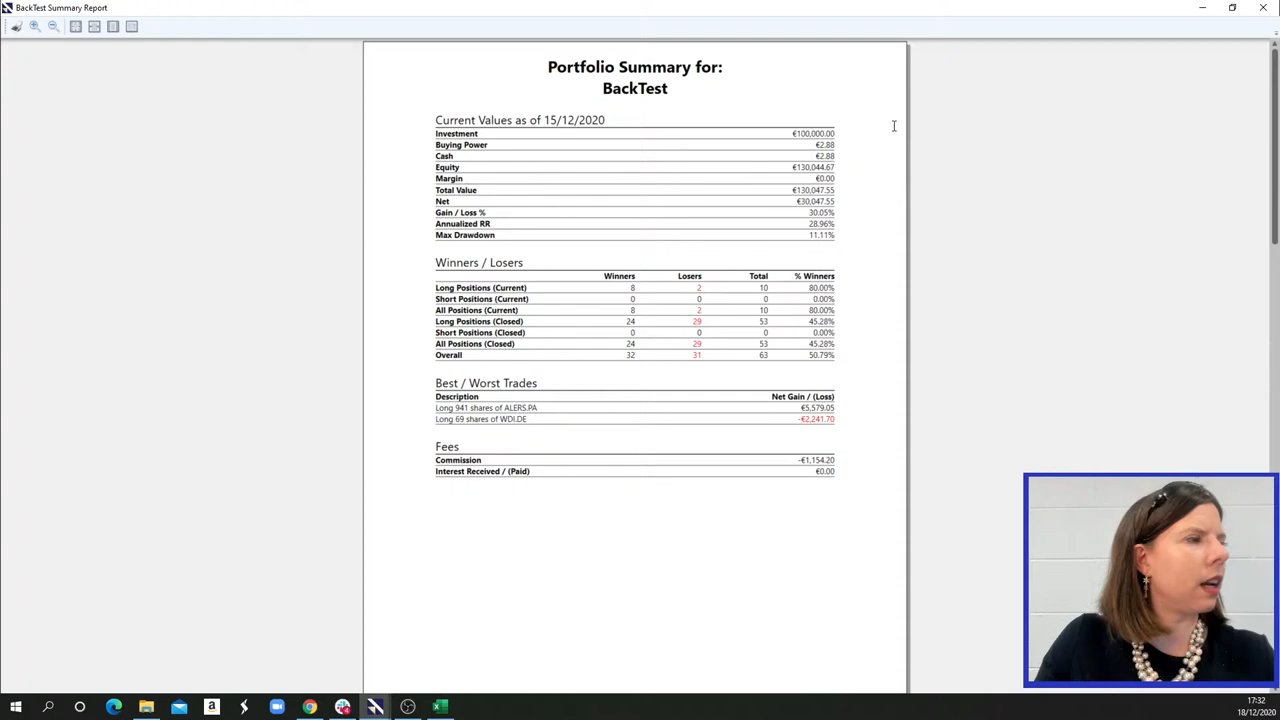 BackTest Summary Report
Portfolio Summary for:
BackTest
Current Values as of 15/12/2020
Investment €100,000.00
Buying Power €2.88
Cash €2.88
Equity €130,044.67
Margin €0.00
Total Value €130,047.55
Net €30,047.55
Gain / Loss % 30.05%
Annualized RR 28.96%
Max Drawdown 11.11%
Winners / Losers
Winners Losers Total % Winners
Long Positions (Current) 8 2 10 80.00%
Short Positions (Current) 0 0 0 0.00%
All Positions (Current) 8 2 10 80.00%
Long Positions (Closed) 24 29 53 45.28%
Short Positions (Closed) 0 0 0 0.00%
All Positions (Closed) 24 29 53 45.28%
Overall 32 31 63 50.79%
Best / Worst Trades
Description Net Gain / (Loss)
Long 941 shares of ALERS.PA €5,579.05
Long 69 shares of WDI.DE -€2,241.70
Fees
Commission -€1,154.20
Interest Received / (Paid) €0.00
17:32
18/12/2020